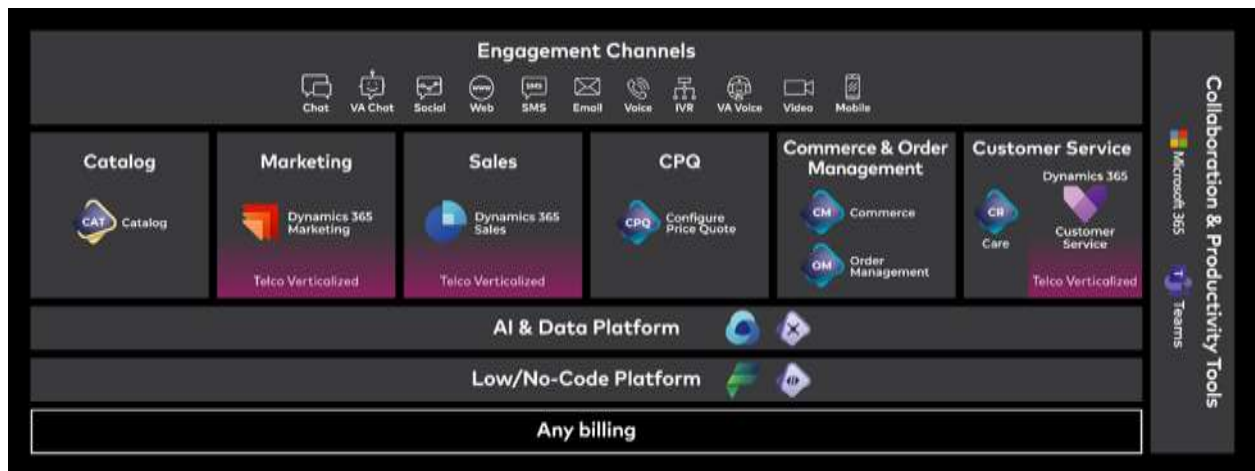 Engagement Channels
Chat
VA Chat
Social
www
Web
SMS
SMS
Email
Voice
IVR
VA Voice
Video
Mobile
Catalog
CAT
Catalog
Marketing
Dynamics 365
Marketing
Telco Verticalized
Sales
Dynamics 365
Sales
Telco Verticalized
CPQ
CPQ
Configure
Price Quote
Commerce & Order
Management
CM
Commerce
OM
Order
Management
Customer Service
CR
Care
Dynamics 365
Customer
Service
Telco Verticalized
AI & Data Platform
Low/No-Code Platform
Any billing
Collaboration & Productivity Tools
Microsoft 365
T
Teams